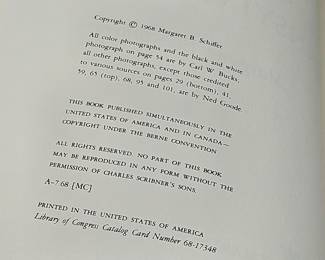 Copyright © 1968 Margaret B. Schiffer
All color photographs and the black and white
photograph on page 54 are by Carl W. Bucks,
all other photographs, except those credited
to various sources on pages 29 (bottom), 41,
59, 65 (top), 68, 95 and 101, are by Ned Goode.
THIS BOOK PUBLISHED SIMULTANEOUSLY IN THE
UNITED STATES OF AMERICA AND IN CANADA—
COPYRIGHT UNDER THE BERNE CONVENTION
ALL RIGHTS RESERVED. NO PART OF THIS BOOK
MAY BE REPRODUCED IN ANY FORM WITHOUT THE
PERMISSION OF CHARLES SCRIBNER'S SONS.
A-7.68 [MC]
PRINTED IN THE UNITED STATES OF AMERICA
Library of Congress Catalog Card Number 68-17348